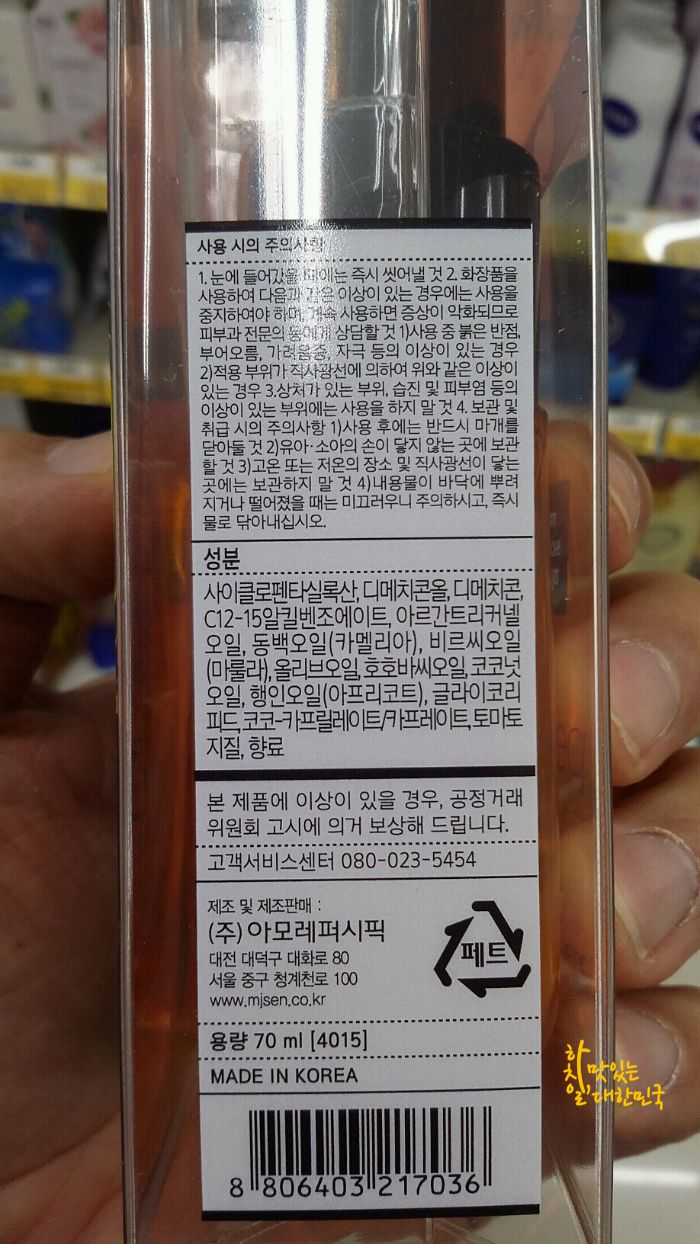 사용 시의 주의사항
1. 눈에 들어갔을 때에는 즉시 씻어낼 것 2. 화장품을
사용하여 다음과 같은 이상이 있는 경우에는 사용을
중지하여야 하며, 계속 사용하면 증상이 악화되므로
피부과 전문의 등에게 상담할 것 1)사용 중 붉은 반점,
부어오름, 가려움증, 자극 등의 이상이 있는 경우
2)적용 부위가 직사광선에 의하여 위와 같은 이상이
있는 경우 3.상처가 있는 부위, 습진 및 피부염 등의
이상이 있는 부위에는 사용을 하지 말 것 4. 보관 및
취급 시의 주의사항 1)사용 후에는 반드시 마개를
닫아둘 것 2)유아·소아의 손이 닿지 않는 곳에 보관
할 것 3)고온 또는 저온의 장소 및 직사광선이 닿는
곳에는 보관하지 말 것 4)내용물이 바닥에 뿌려
지거나 떨어졌을 때는 미끄러우니 주의하시고, 즉시
물로 닦아내십시오.
성분
사이클로펜타실록산, 디메치콘올, 디메치콘,
C12-15알킬벤조에이트, 아르간트리커넬
오일, 동백오일(카멜리아), 비르씨오일
(마룰라), 올리브오일, 호호바씨오일, 코코넛
오일, 행인오일(아프리코트), 글라이코리
피드, 코코-카프릴레이트/카프레이트, 토마토
지질, 향료
본 제품에 이상이 있을 경우, 공정거래
위원회 고시에 의거 보상해 드립니다.
고객서비스센터 080-023-5454
제조 및 제조판매 :
(주)아모레퍼시픽
대전 대덕구 대화로 80
서울 중구 청계천로 100
www.mjsen.co.kr
페트
용량 70 ml [4015]
MADE IN KOREA
8 806403 217036
화일 맛있는
치 대한민국